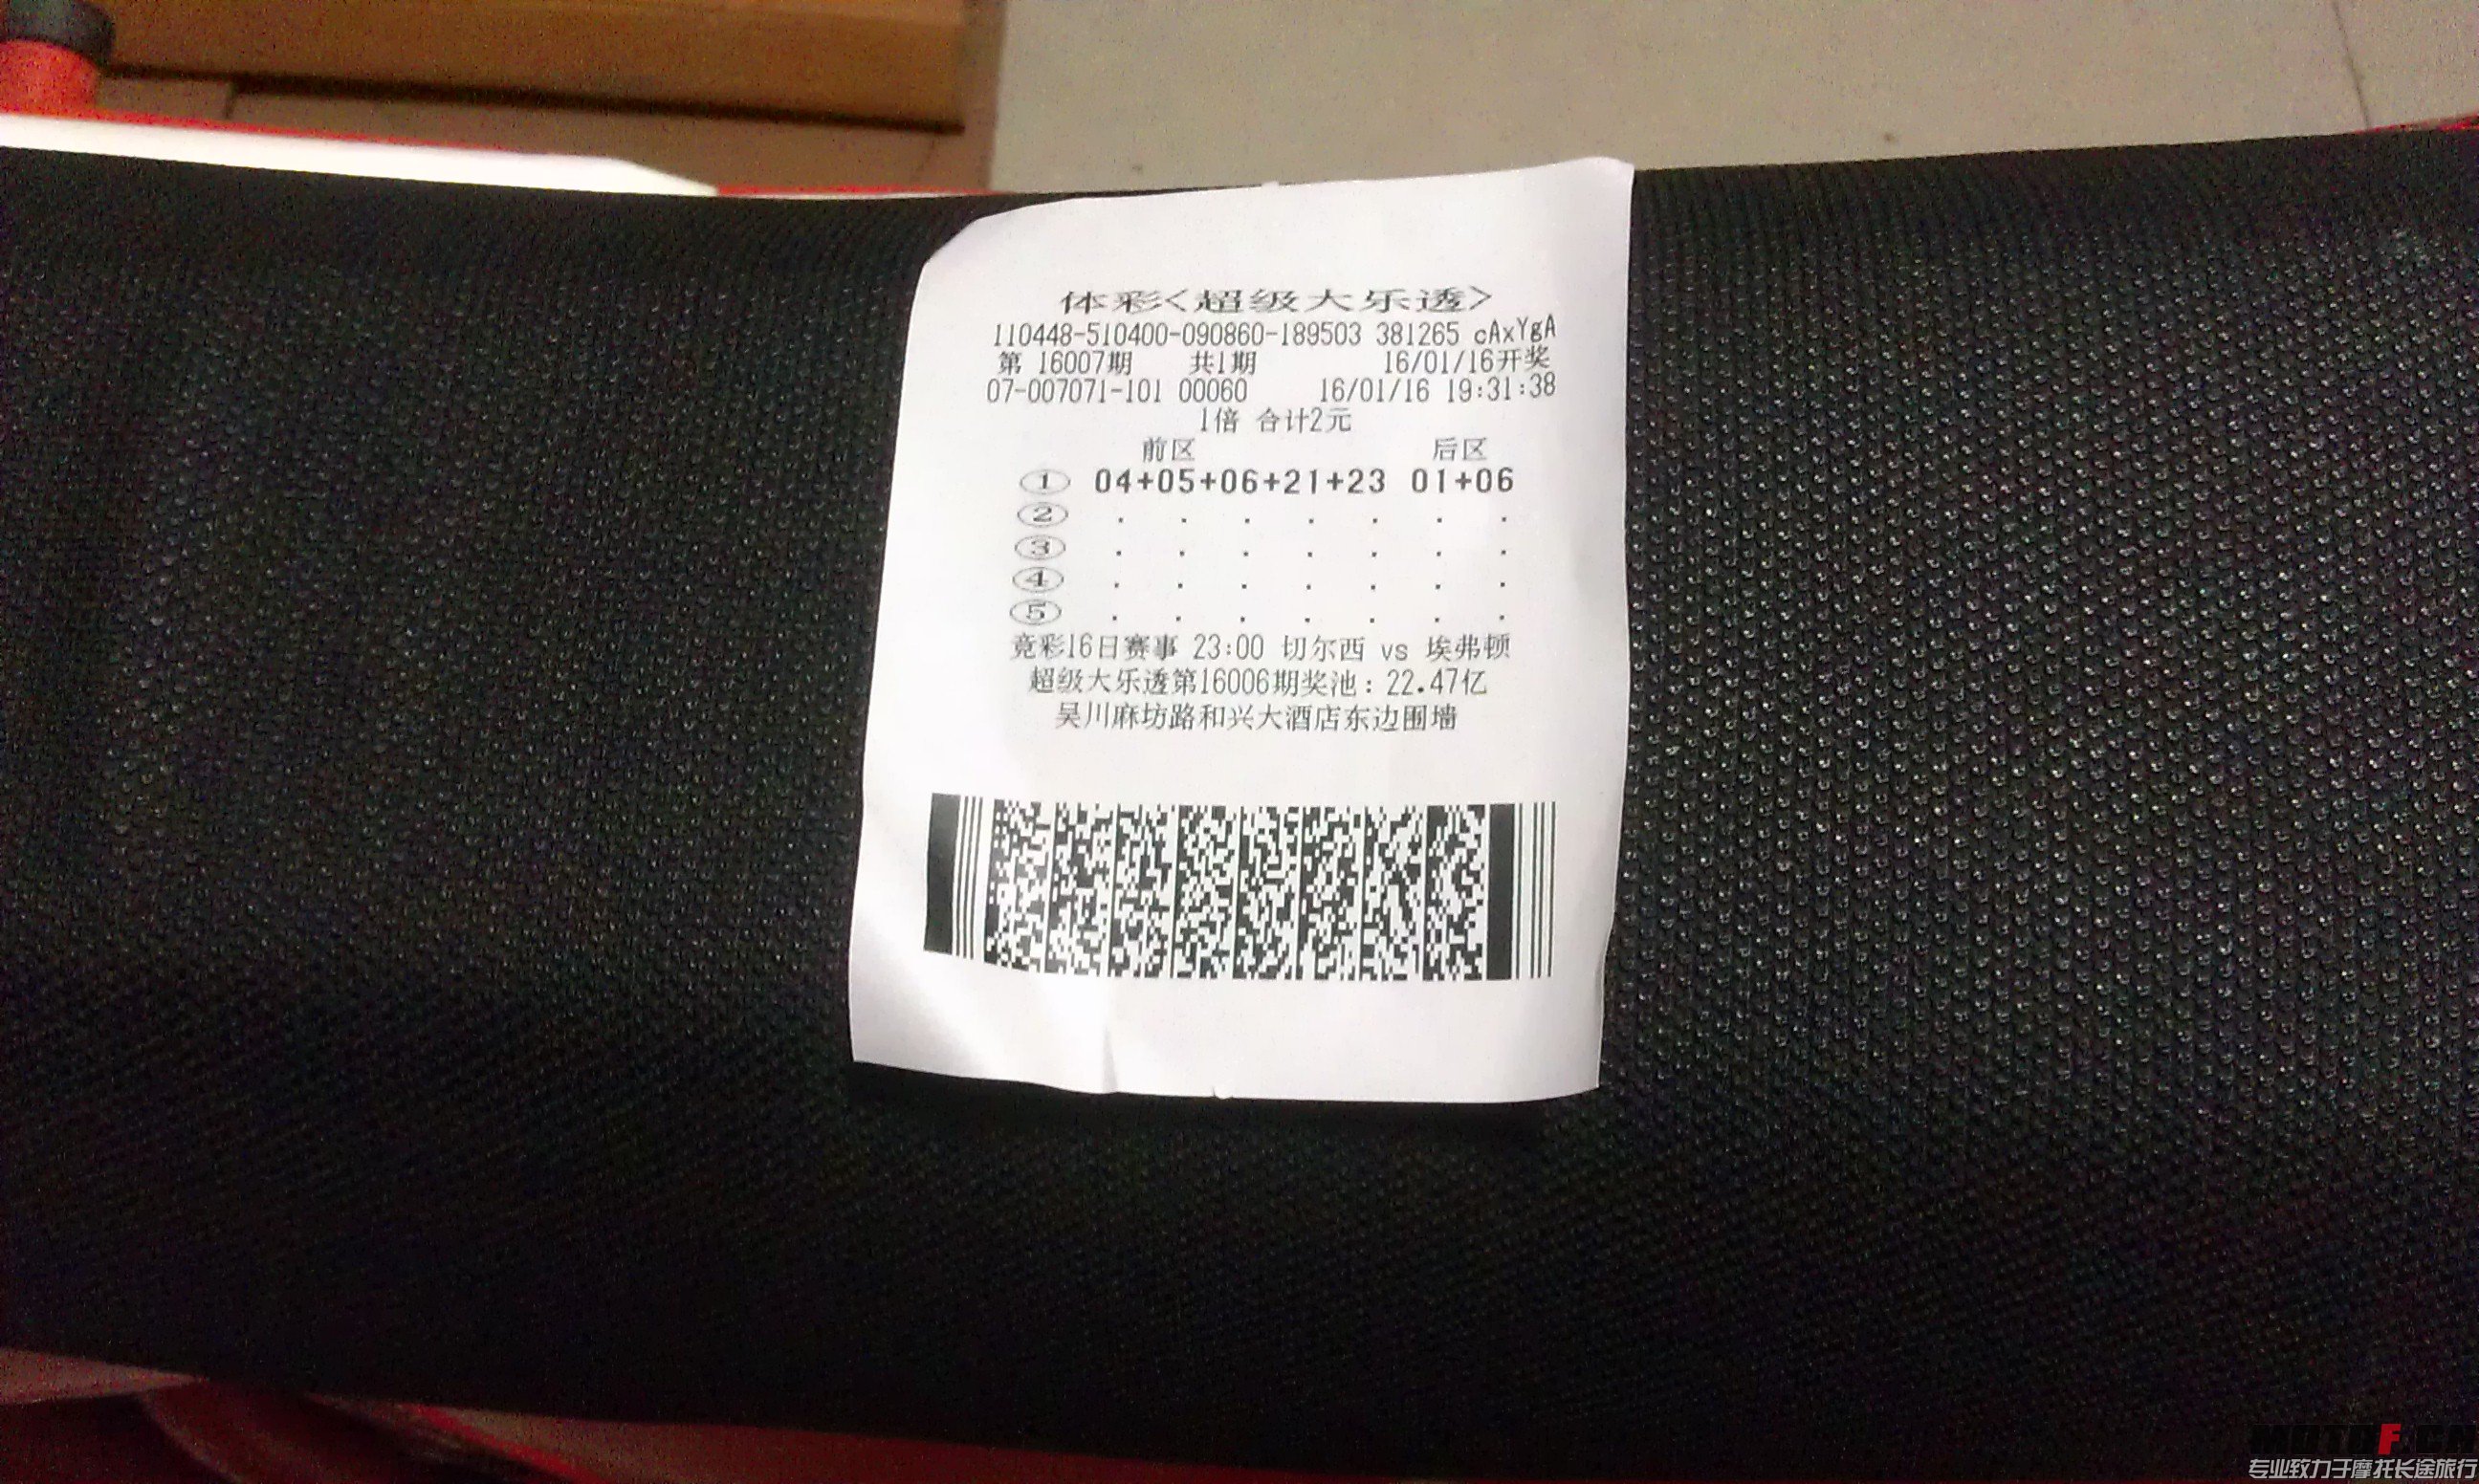 体彩<超级大乐透>
110448-510400-090860-189503 381265 cAxYgA
第 16007期 共1期 16/01/16开奖
07-007071-101 00060 16/01/16 19:31:38
1倍 合计2元
前区 后区
① 04+05+06+21+23 01+06
② . . . . . . .
③ . . . . . . .
④ . . . . . . .
⑤ . . . . . . .
竞彩16日赛事 23:00 切尔西 vs 埃弗顿
超级大乐透第16006期奖池：22.47亿
吴川麻坊路和兴大酒店东边围墙
MOTOF.CN
专业致力于摩托长途旅行